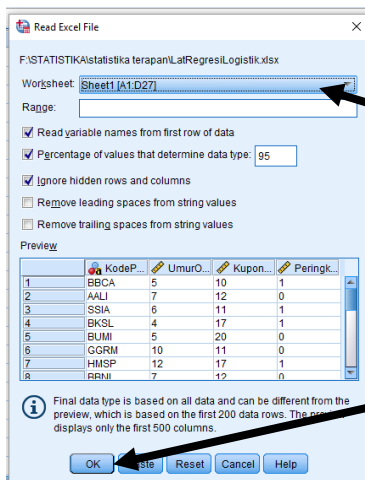 Read Excel File
F:\STATISTIKA\statistika terapan\LatRegresiLogistik.xlsx
Worksheet: Sheet1 [A1:D27]
Range:
Read variable names from first row of data
Percentage of values that determine data type: 95
Ignore hidden rows and columns
Remove leading spaces from string values
Remove trailing spaces from string values
Preview
KodeP... UmurO... Kupon... Peringk...
1 BBCA 5 10 1
2 AALI 7 12 0
3 SSIA 6 11 1
4 BKSL 4 17 1
5 BUMI 5 20 0
6 GGRM 10 11 0
7 HMSP 12 17 1
8 BBNI 7 12 0
Final data type is based on all data and can be different from the
preview, which is based on the first 200 data rows. The
displays only the first 500 columns.
OK Reset Cancel Help